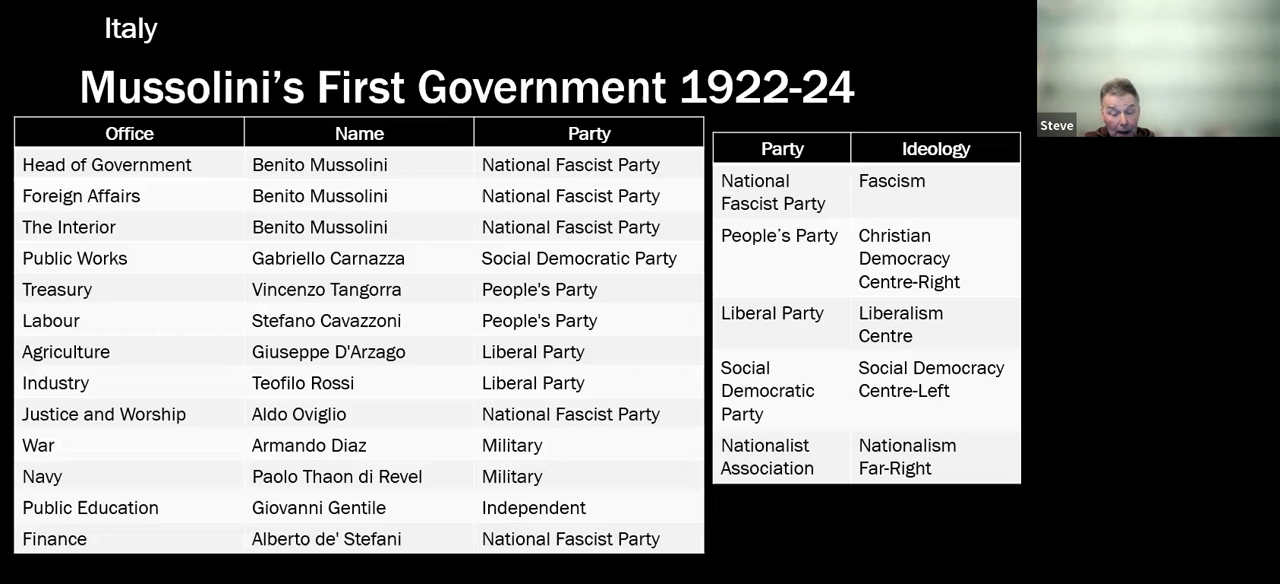 Italy
Mussolini's First Government 1922-24
Office Name Party
Head of Government Benito Mussolini National Fascist Party
Foreign Affairs Benito Mussolini National Fascist Party
The Interior Benito Mussolini National Fascist Party
Public Works Gabriello Carnazza Social Democratic Party
Treasury Vincenzo Tangorra People's Party
Labour Stefano Cavazzoni People's Party
Agriculture Giuseppe D'Arzago Liberal Party
Industry Teofilo Rossi Liberal Party
Justice and Worship Aldo Oviglio National Fascist Party
War Armando Diaz Military
Navy Paolo Thaon di Revel Military
Public Education Giovanni Gentile Independent
Finance Alberto de' Stefani National Fascist Party
Party Ideology
National Fascism
Fascist Party
People's Party Christian
Democracy
Centre-Right
Liberal Party Liberalism
Centre
Social Social Democracy
Democratic Centre-Left
Party
Nationalist Nationalism
Association Far-Right
Steve